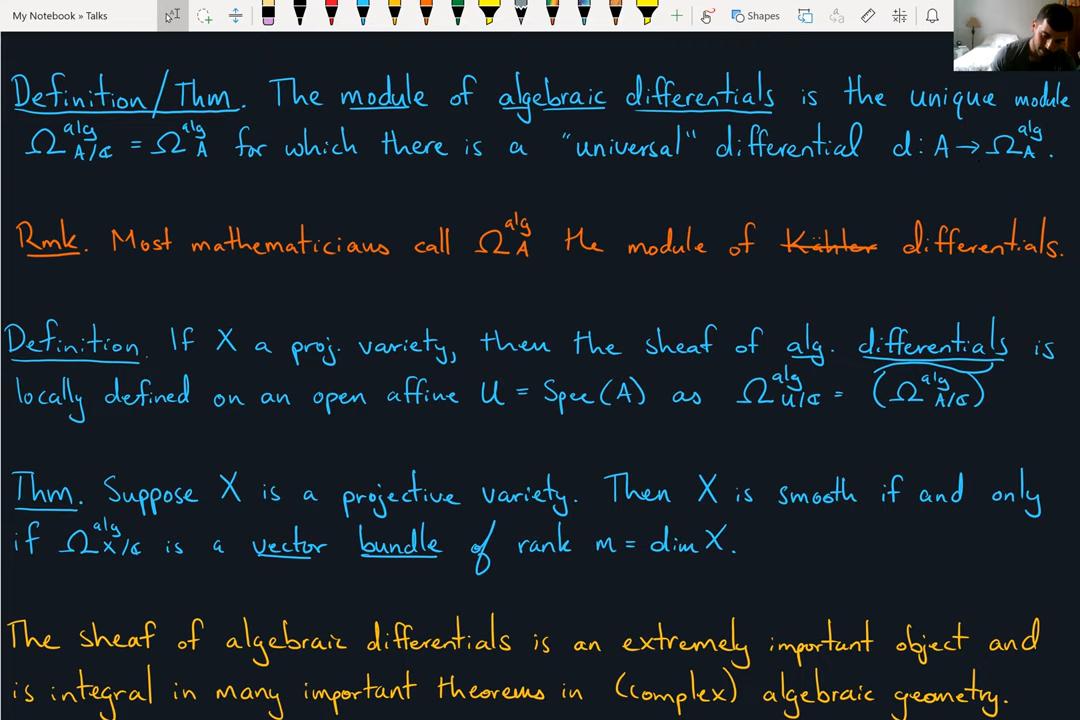 My Notebook » Talks
Shapes
Definition/Thm. The module of algebraic differentials is the unique module
Ω^alg_A/ℂ = Ω^alg_A for which there is a "universal" differential d: A → Ω^alg_A.
Rmk. Most mathematicians call Ω^alg_A the module of Kähler differentials.
Definition. If X a proj. variety, then the sheaf of alg. differentials is
locally defined on an open affine U = Spec(A) as Ω^alg_U/ℂ = (Ω^alg_A/ℂ)
Thm. Suppose X is a projective variety. Then X is smooth if and only
if Ω^alg_X/ℂ is a vector bundle of rank m = dim X.
The sheaf of algebraic differentials is an extremely important object and
is integral in many important theorems in (complex) algebraic geometry.